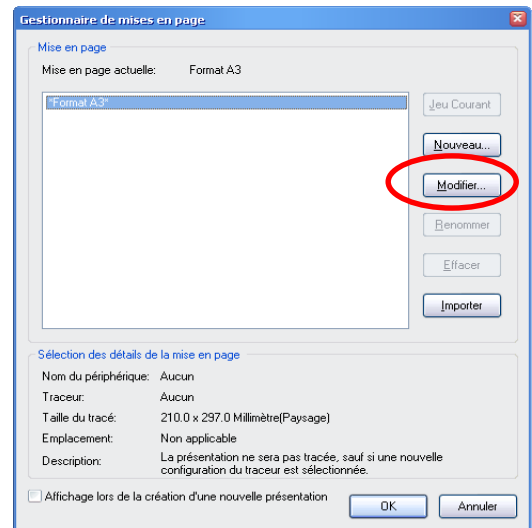 Gestionnaire de mises en page
Mise en page
Mise en page actuelle: Format A3
*Format A3*
Jeu Courant
Nouveau...
Modifier...
Renommer
Effacer
Importer
Sélection des détails de la mise en page
Nom du périphérique: Aucun
Traceur: Aucun
Taille du tracé: 210.0 x 297.0 Millimètre(Paysage)
Emplacement: Non applicable
Description: La présentation ne sera pas tracée, sauf si une nouvelle
configuration du traceur est sélectionnée.
Affichage lors de la création d'une nouvelle présentation
OK
Annuler